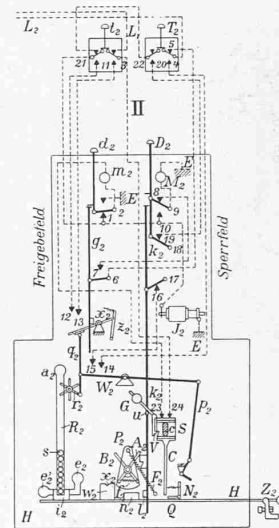 t₂ T₂
L₂ L₁
21 11 3 22 20 4 5
II
d₂ D₂
m₂ E M₂ E
8
2 9
1 10
g₂ k₂ 19 18
Freigebefeld Sperrfeld
7 6 17
16
12 13 x₂ z₂ J₂
E
q₂ 15 14
W₂
a₂ r₂ k₂ 23 24 P₂
G
u
R₂ V c S
P₂ A₂ C
s B₂ F₂
e₂' e₂ w₂ x₂ N₂ Z₂
H i₂ n₂ L Q H